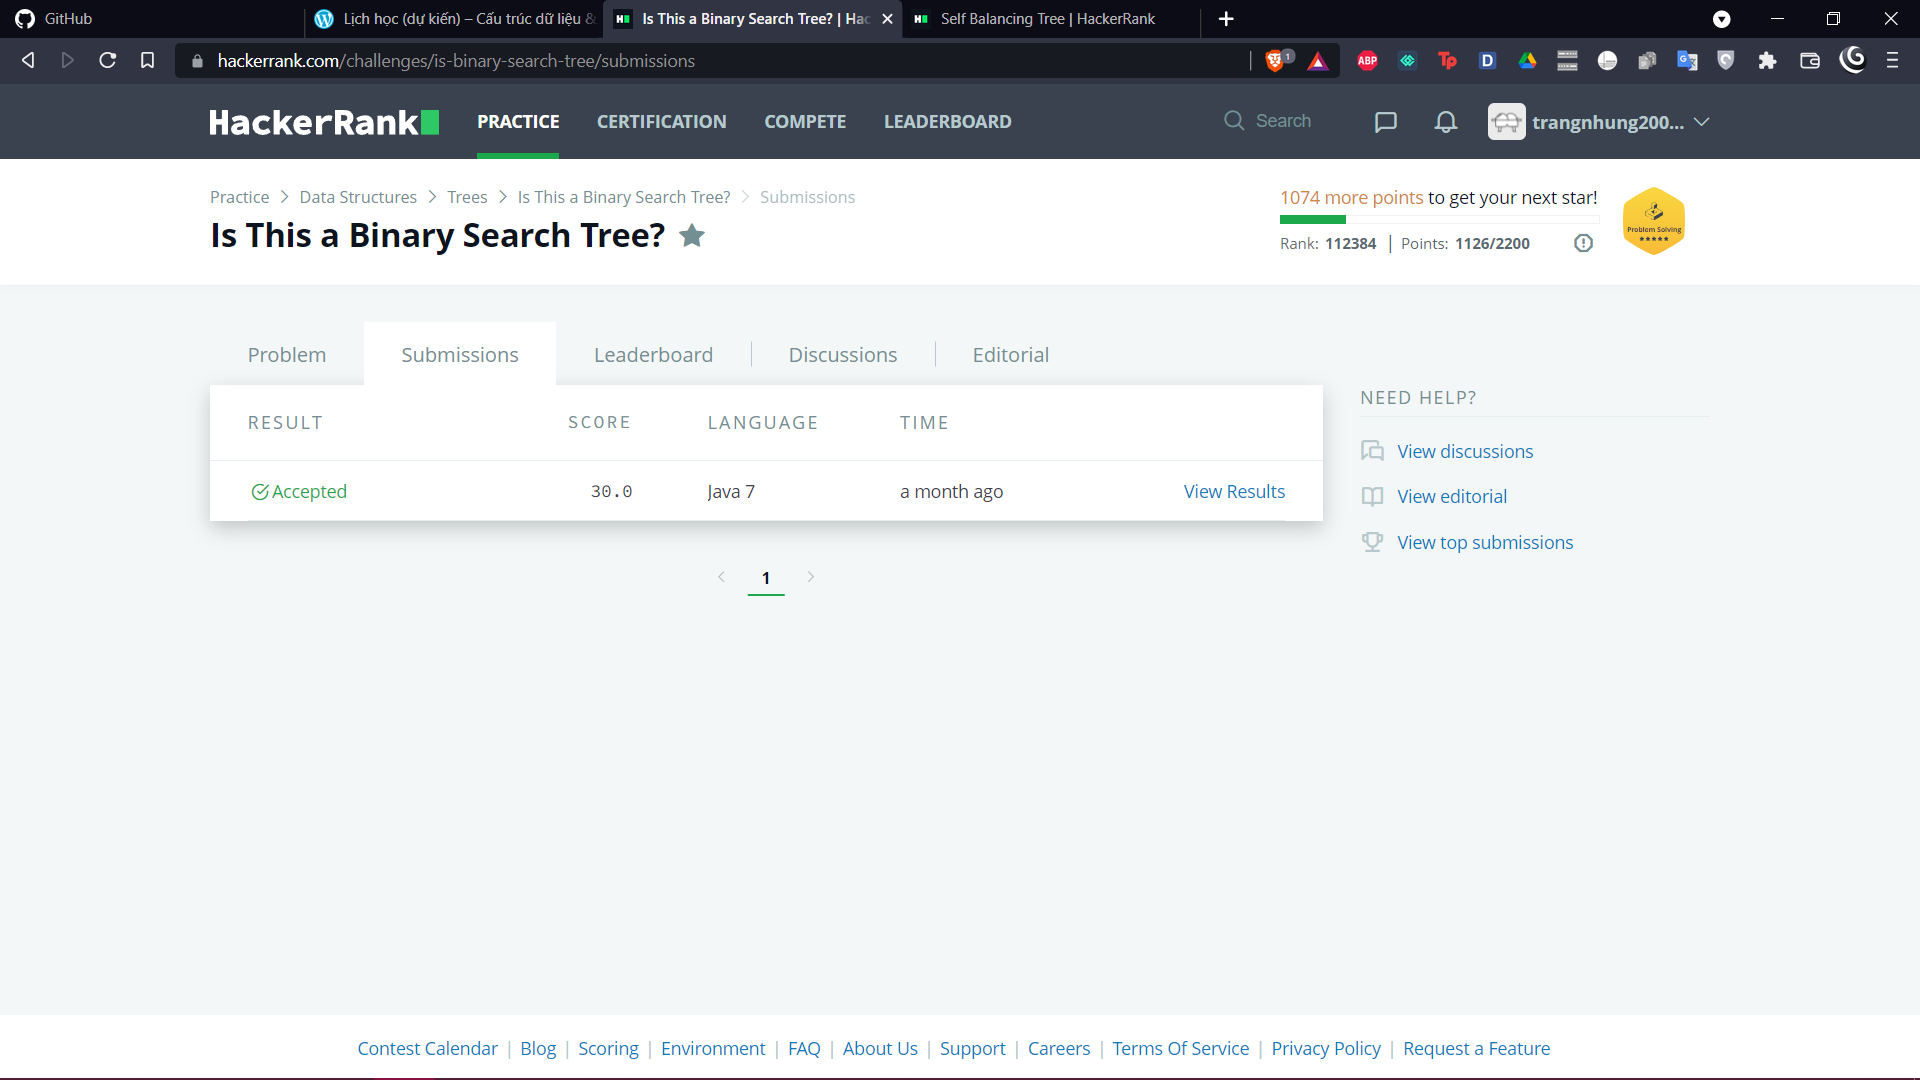 GitHub
Lịch học (dự kiến) – Cấu trúc dữ liệu &
Is This a Binary Search Tree? | Hac
Self Balancing Tree | HackerRank
hackerrank.com/challenges/is-binary-search-tree/submissions
1
ABP
Tp
D
HackerRank
PRACTICE
CERTIFICATION
COMPETE
LEADERBOARD
Search
trangnhung200...
Practice > Data Structures > Trees > Is This a Binary Search Tree? > Submissions
Is This a Binary Search Tree?
1074 more points to get your next star!
Rank: 112384 | Points: 1126/2200
Problem Solving
Problem
Submissions
Leaderboard
Discussions
Editorial
RESULT SCORE LANGUAGE TIME
Accepted 30.0 Java 7 a month ago View Results
1
NEED HELP?
View discussions
View editorial
View top submissions
Contest Calendar | Blog | Scoring | Environment | FAQ | About Us | Support | Careers | Terms Of Service | Privacy Policy | Request a Feature